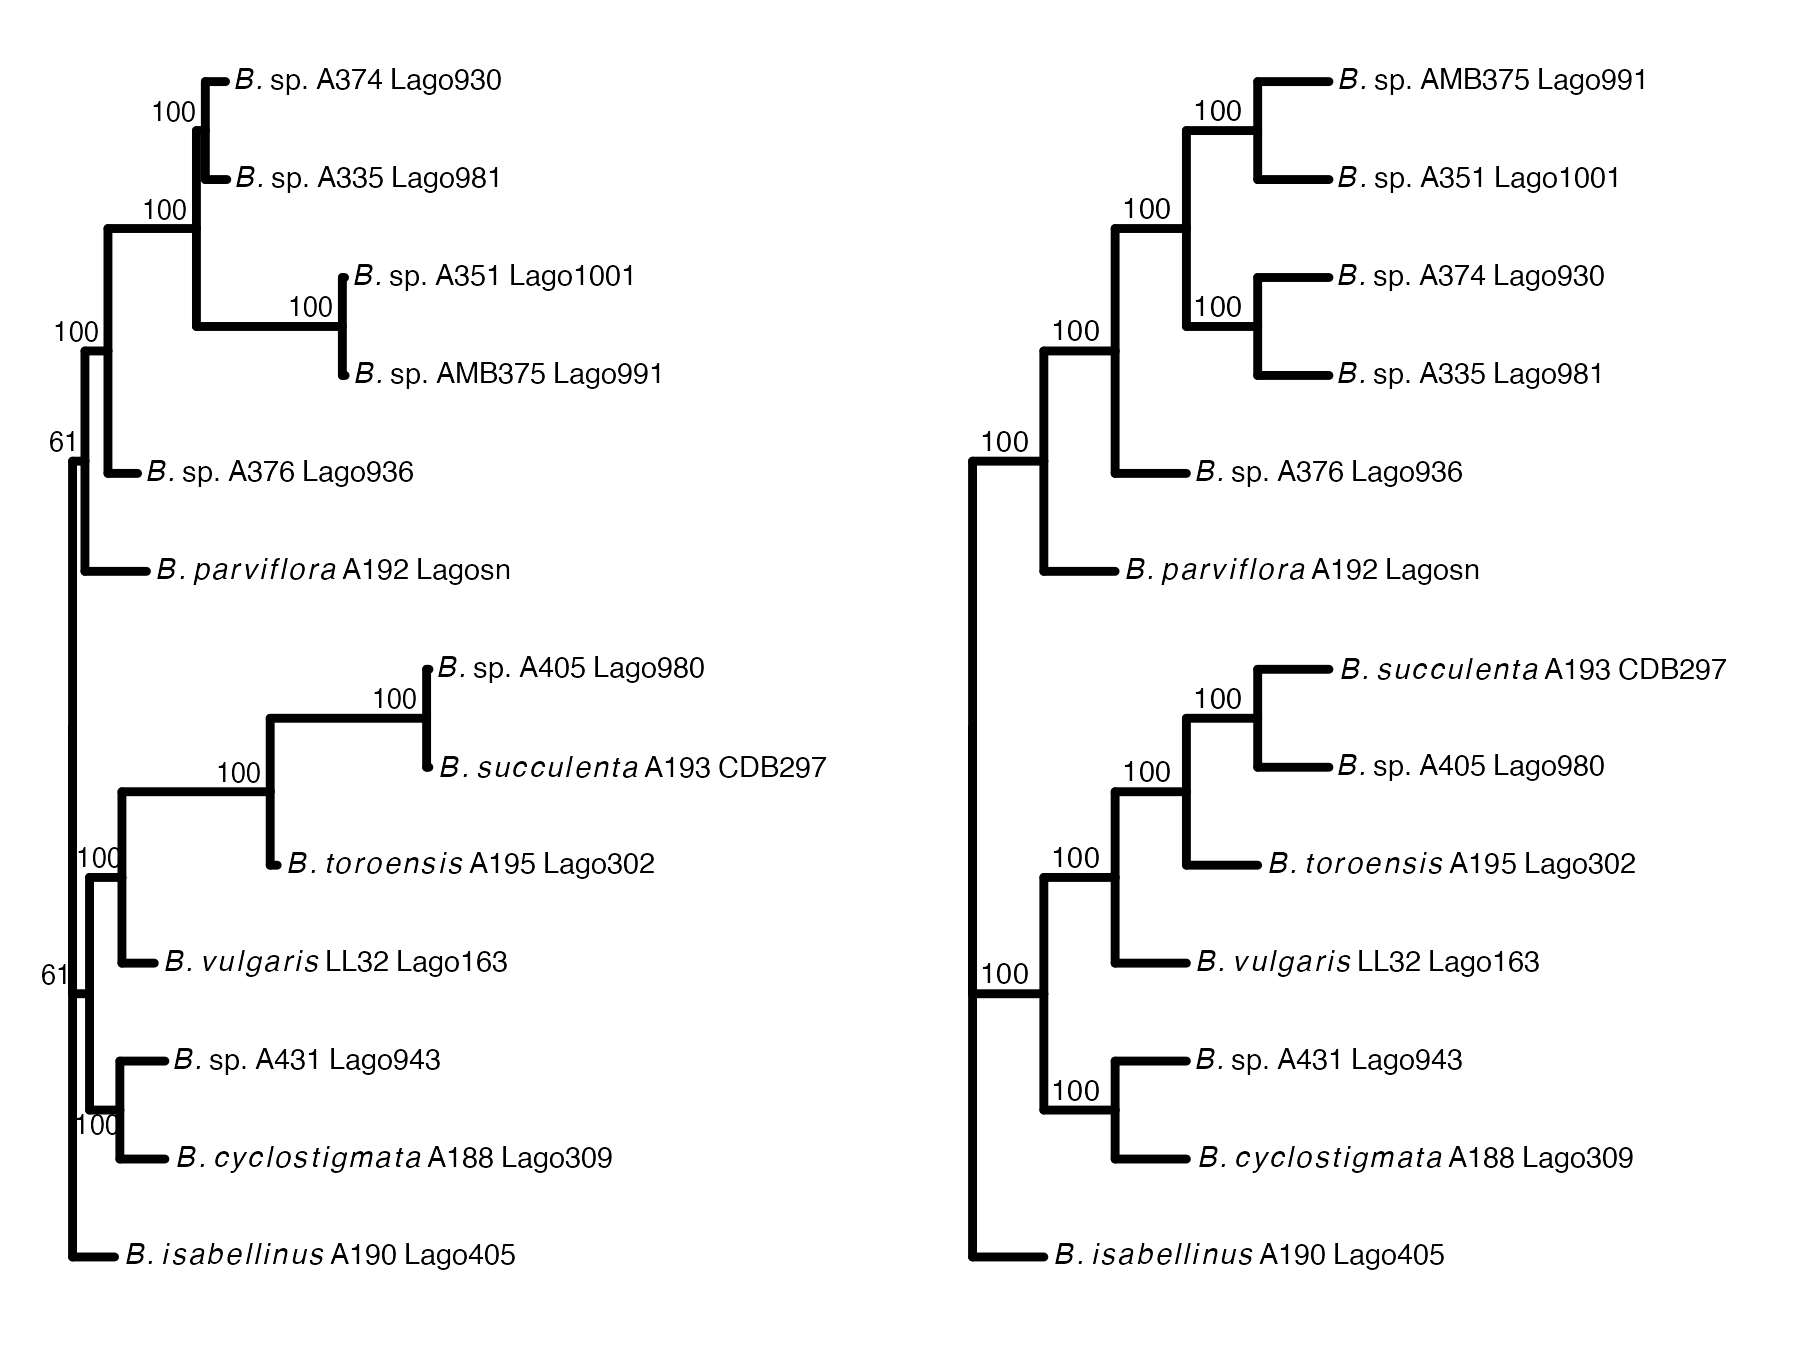 B. sp. A374 Lago930
100
B. sp. A335 Lago981
100
B. sp. A351 Lago1001
100
100
B. sp. AMB375 Lago991
61
B. sp. A376 Lago936
B. parviflora A192 Lagosn
B. sp. A405 Lago980
100
B. succulenta A193 CDB297
100
B. toroensis A195 Lago302
100
B. vulgaris LL32 Lago163
61
B. sp. A431 Lago943
100
B. cyclostigmata A188 Lago309
B. isabellinus A190 Lago405
B. sp. AMB375 Lago991
100
B. sp. A351 Lago1001
100
B. sp. A374 Lago930
100
100
B. sp. A335 Lago981
100
B. sp. A376 Lago936
B. parviflora A192 Lagosn
B. succulenta A193 CDB297
100
B. sp. A405 Lago980
100
B. toroensis A195 Lago302
100
B. vulgaris LL32 Lago163
100
B. sp. A431 Lago943
100
B. cyclostigmata A188 Lago309
B. isabellinus A190 Lago405